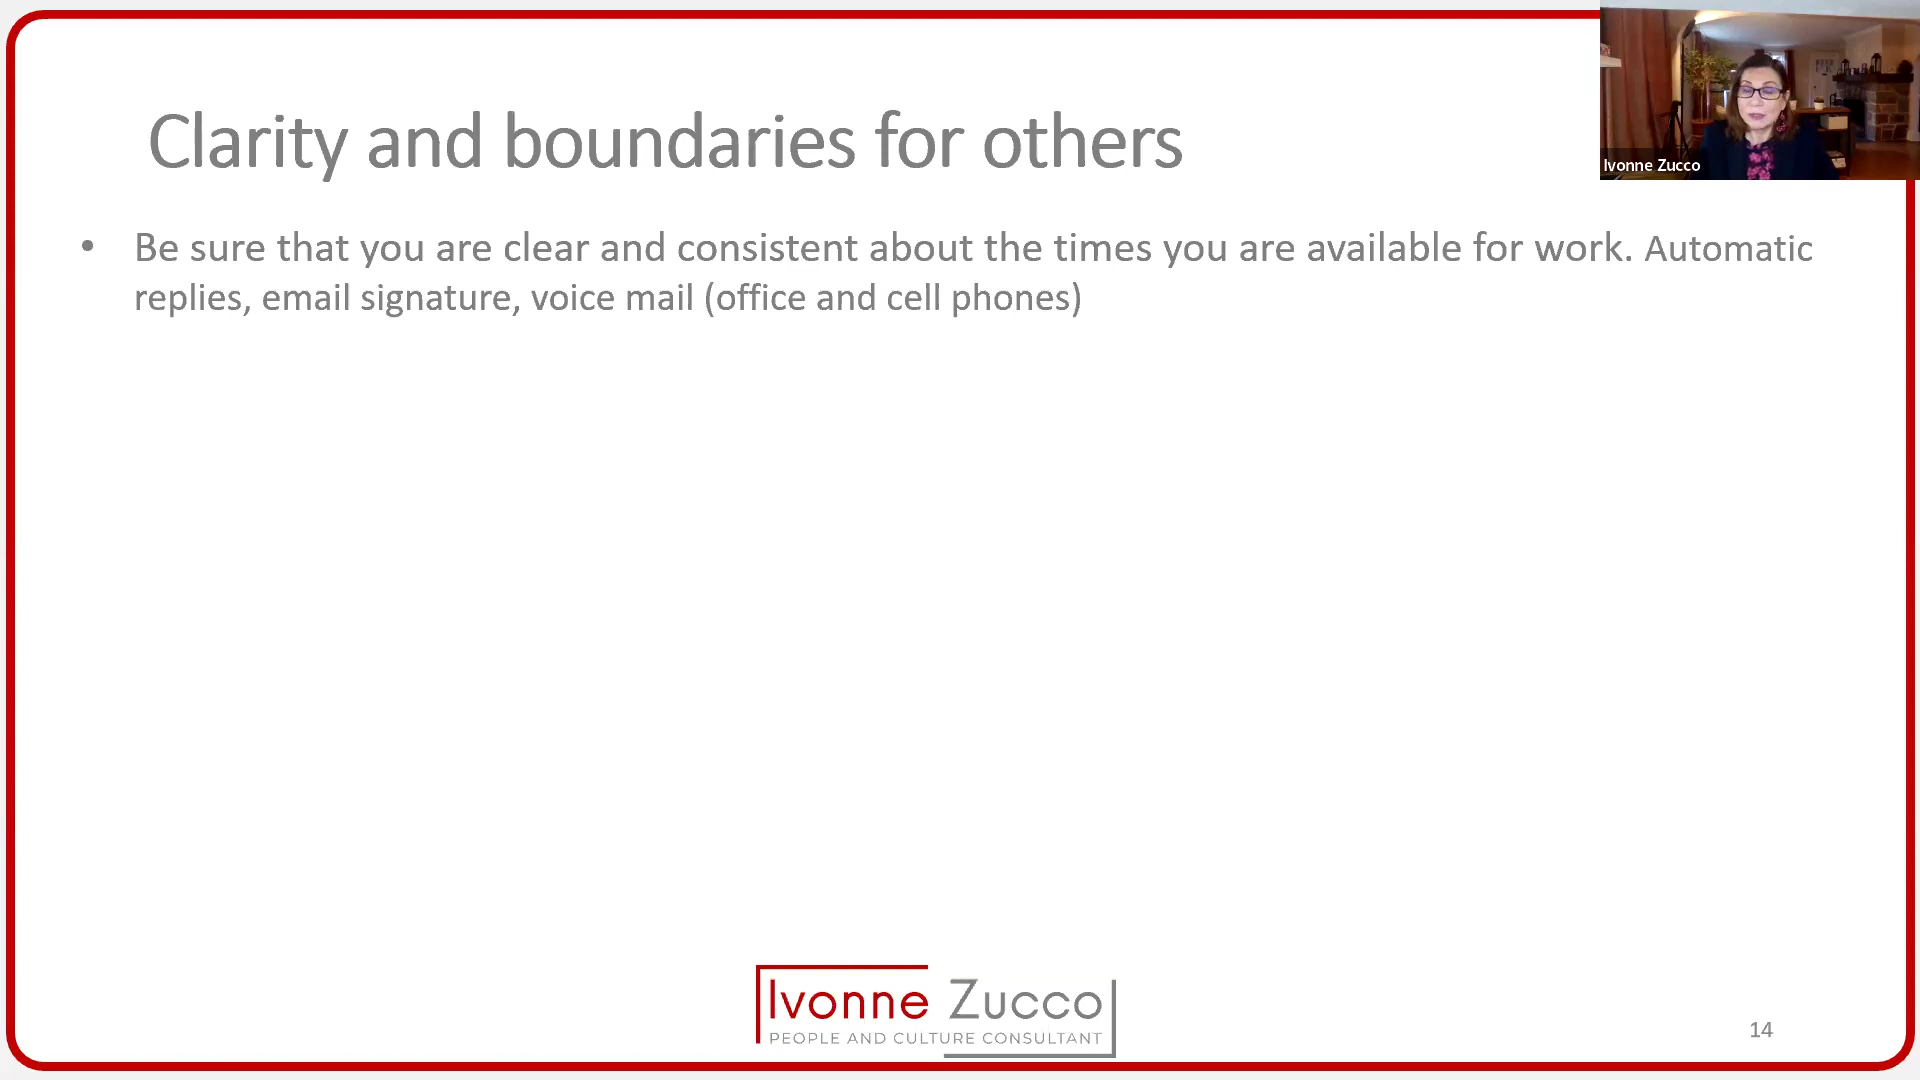 Clarity and boundaries for others
Ivonne Zucco
• Be sure that you are clear and consistent about the times you are available for work. Automatic
replies, email signature, voice mail (office and cell phones)
Ivonne Zucco
PEOPLE AND CULTURE CONSULTANT
14